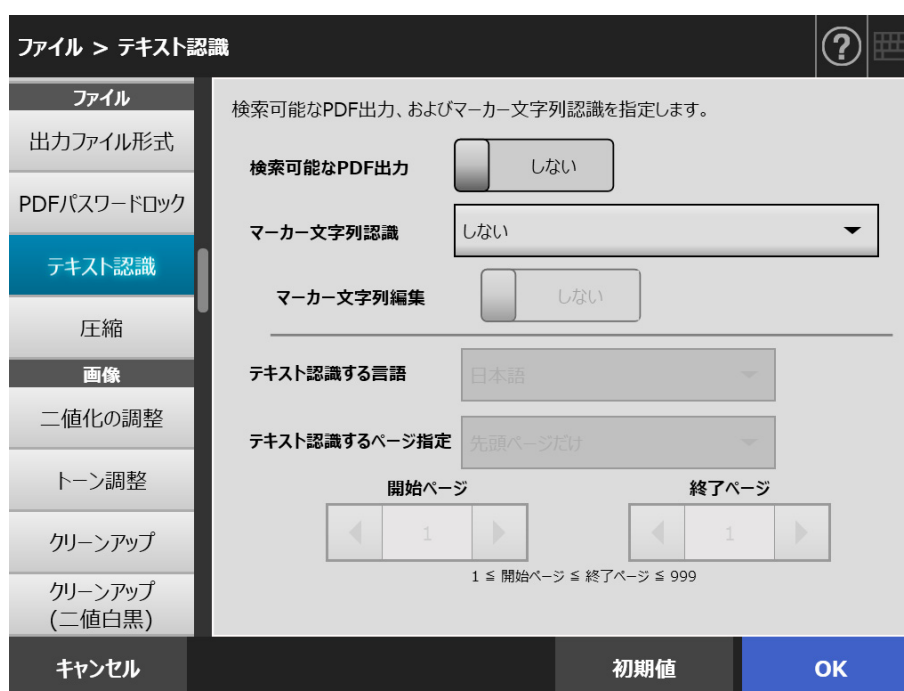 ファイル > テキスト認識
?
ファイル
出力ファイル形式
PDFパスワードロック
テキスト認識
圧縮
画像
二値化の調整
トーン調整
クリーンアップ
クリーンアップ
(二値白黒)
検索可能なPDF出力、およびマーカー文字列認識を指定します。
検索可能なPDF出力
しない
マーカー文字列認識
しない
マーカー文字列編集
しない
テキスト認識する言語
日本語
テキスト認識するページ指定
先頭ページだけ
開始ページ
終了ページ
1
1
1 ≦ 開始ページ ≦ 終了ページ ≦ 999
キャンセル
初期値
OK